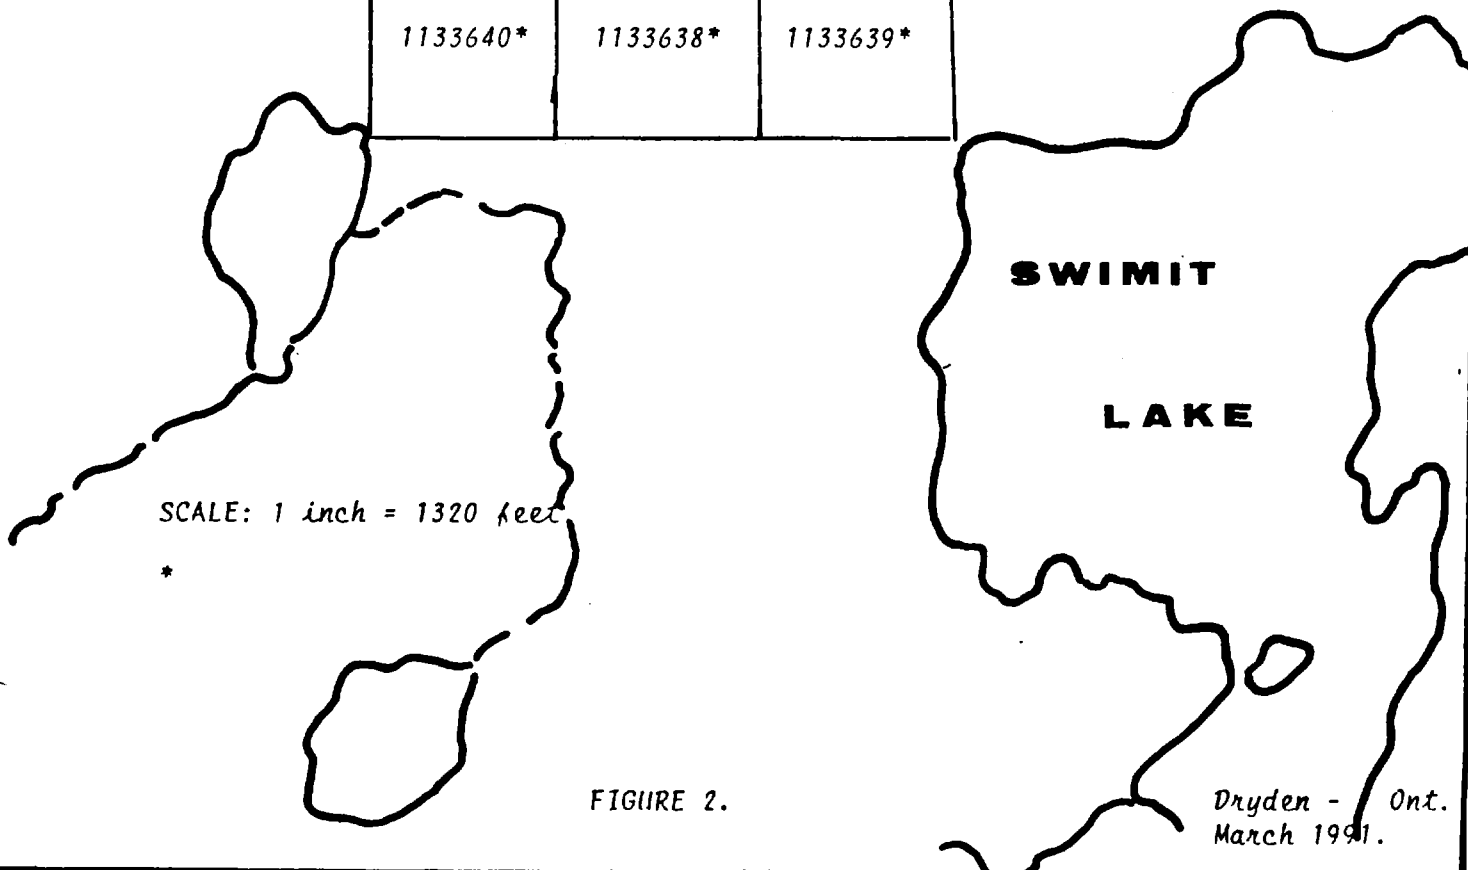 1133640* 1133638* 1133639*
SWIMIT
LAKE
SCALE: 1 inch = 1320 feet
*
FIGURE 2.
Dryden - Ont.
March 1991.